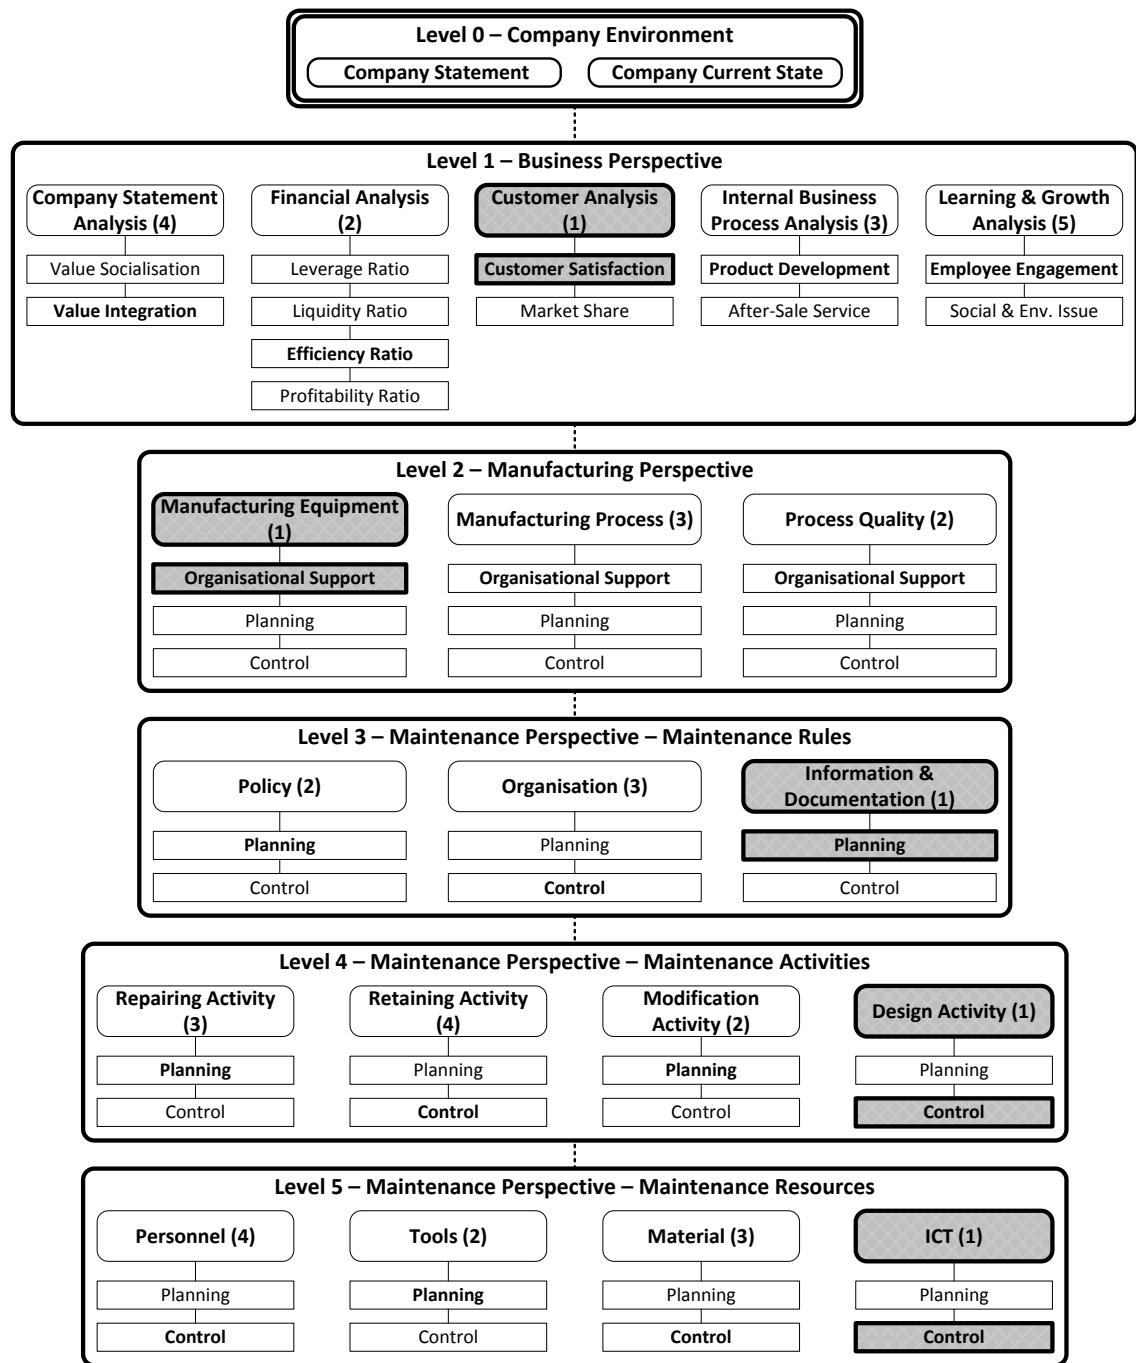 Level 0 – Company Environment
Company Statement
Company Current State
Level 1 – Business Perspective
Company Statement
Analysis (4)
Value Socialisation
Value Integration
Financial Analysis
(2)
Leverage Ratio
Liquidity Ratio
Efficiency Ratio
Profitability Ratio
Customer Analysis
(1)
Customer Satisfaction
Market Share
Internal Business
Process Analysis (3)
Product Development
After-Sale Service
Learning & Growth
Analysis (5)
Employee Engagement
Social & Env. Issue
Level 2 – Manufacturing Perspective
Manufacturing Equipment
(1)
Organisational Support
Planning
Control
Manufacturing Process (3)
Organisational Support
Planning
Control
Process Quality (2)
Organisational Support
Planning
Control
Level 3 – Maintenance Perspective – Maintenance Rules
Policy (2)
Planning
Control
Organisation (3)
Planning
Control
Information &
Documentation (1)
Planning
Control
Level 4 – Maintenance Perspective – Maintenance Activities
Repairing Activity
(3)
Planning
Control
Retaining Activity
(4)
Planning
Control
Modification
Activity (2)
Planning
Control
Design Activity (1)
Planning
Control
Level 5 – Maintenance Perspective – Maintenance Resources
Personnel (4)
Planning
Control
Tools (2)
Planning
Control
Material (3)
Planning
Control
ICT (1)
Planning
Control